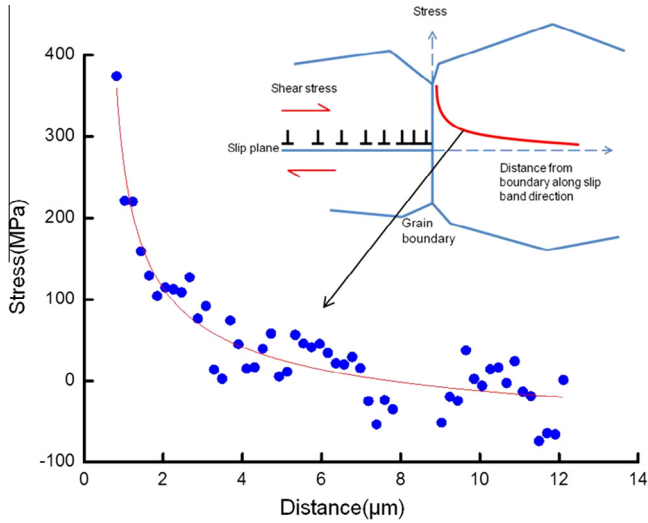 Stress
Shear stress
Slip plane
Distance from
boundary along slip
band direction
Grain
boundary
Stress(MPa)
400
300
200
100
0
-100
0
2
4
6
8
10
12
14
Distance(μm)